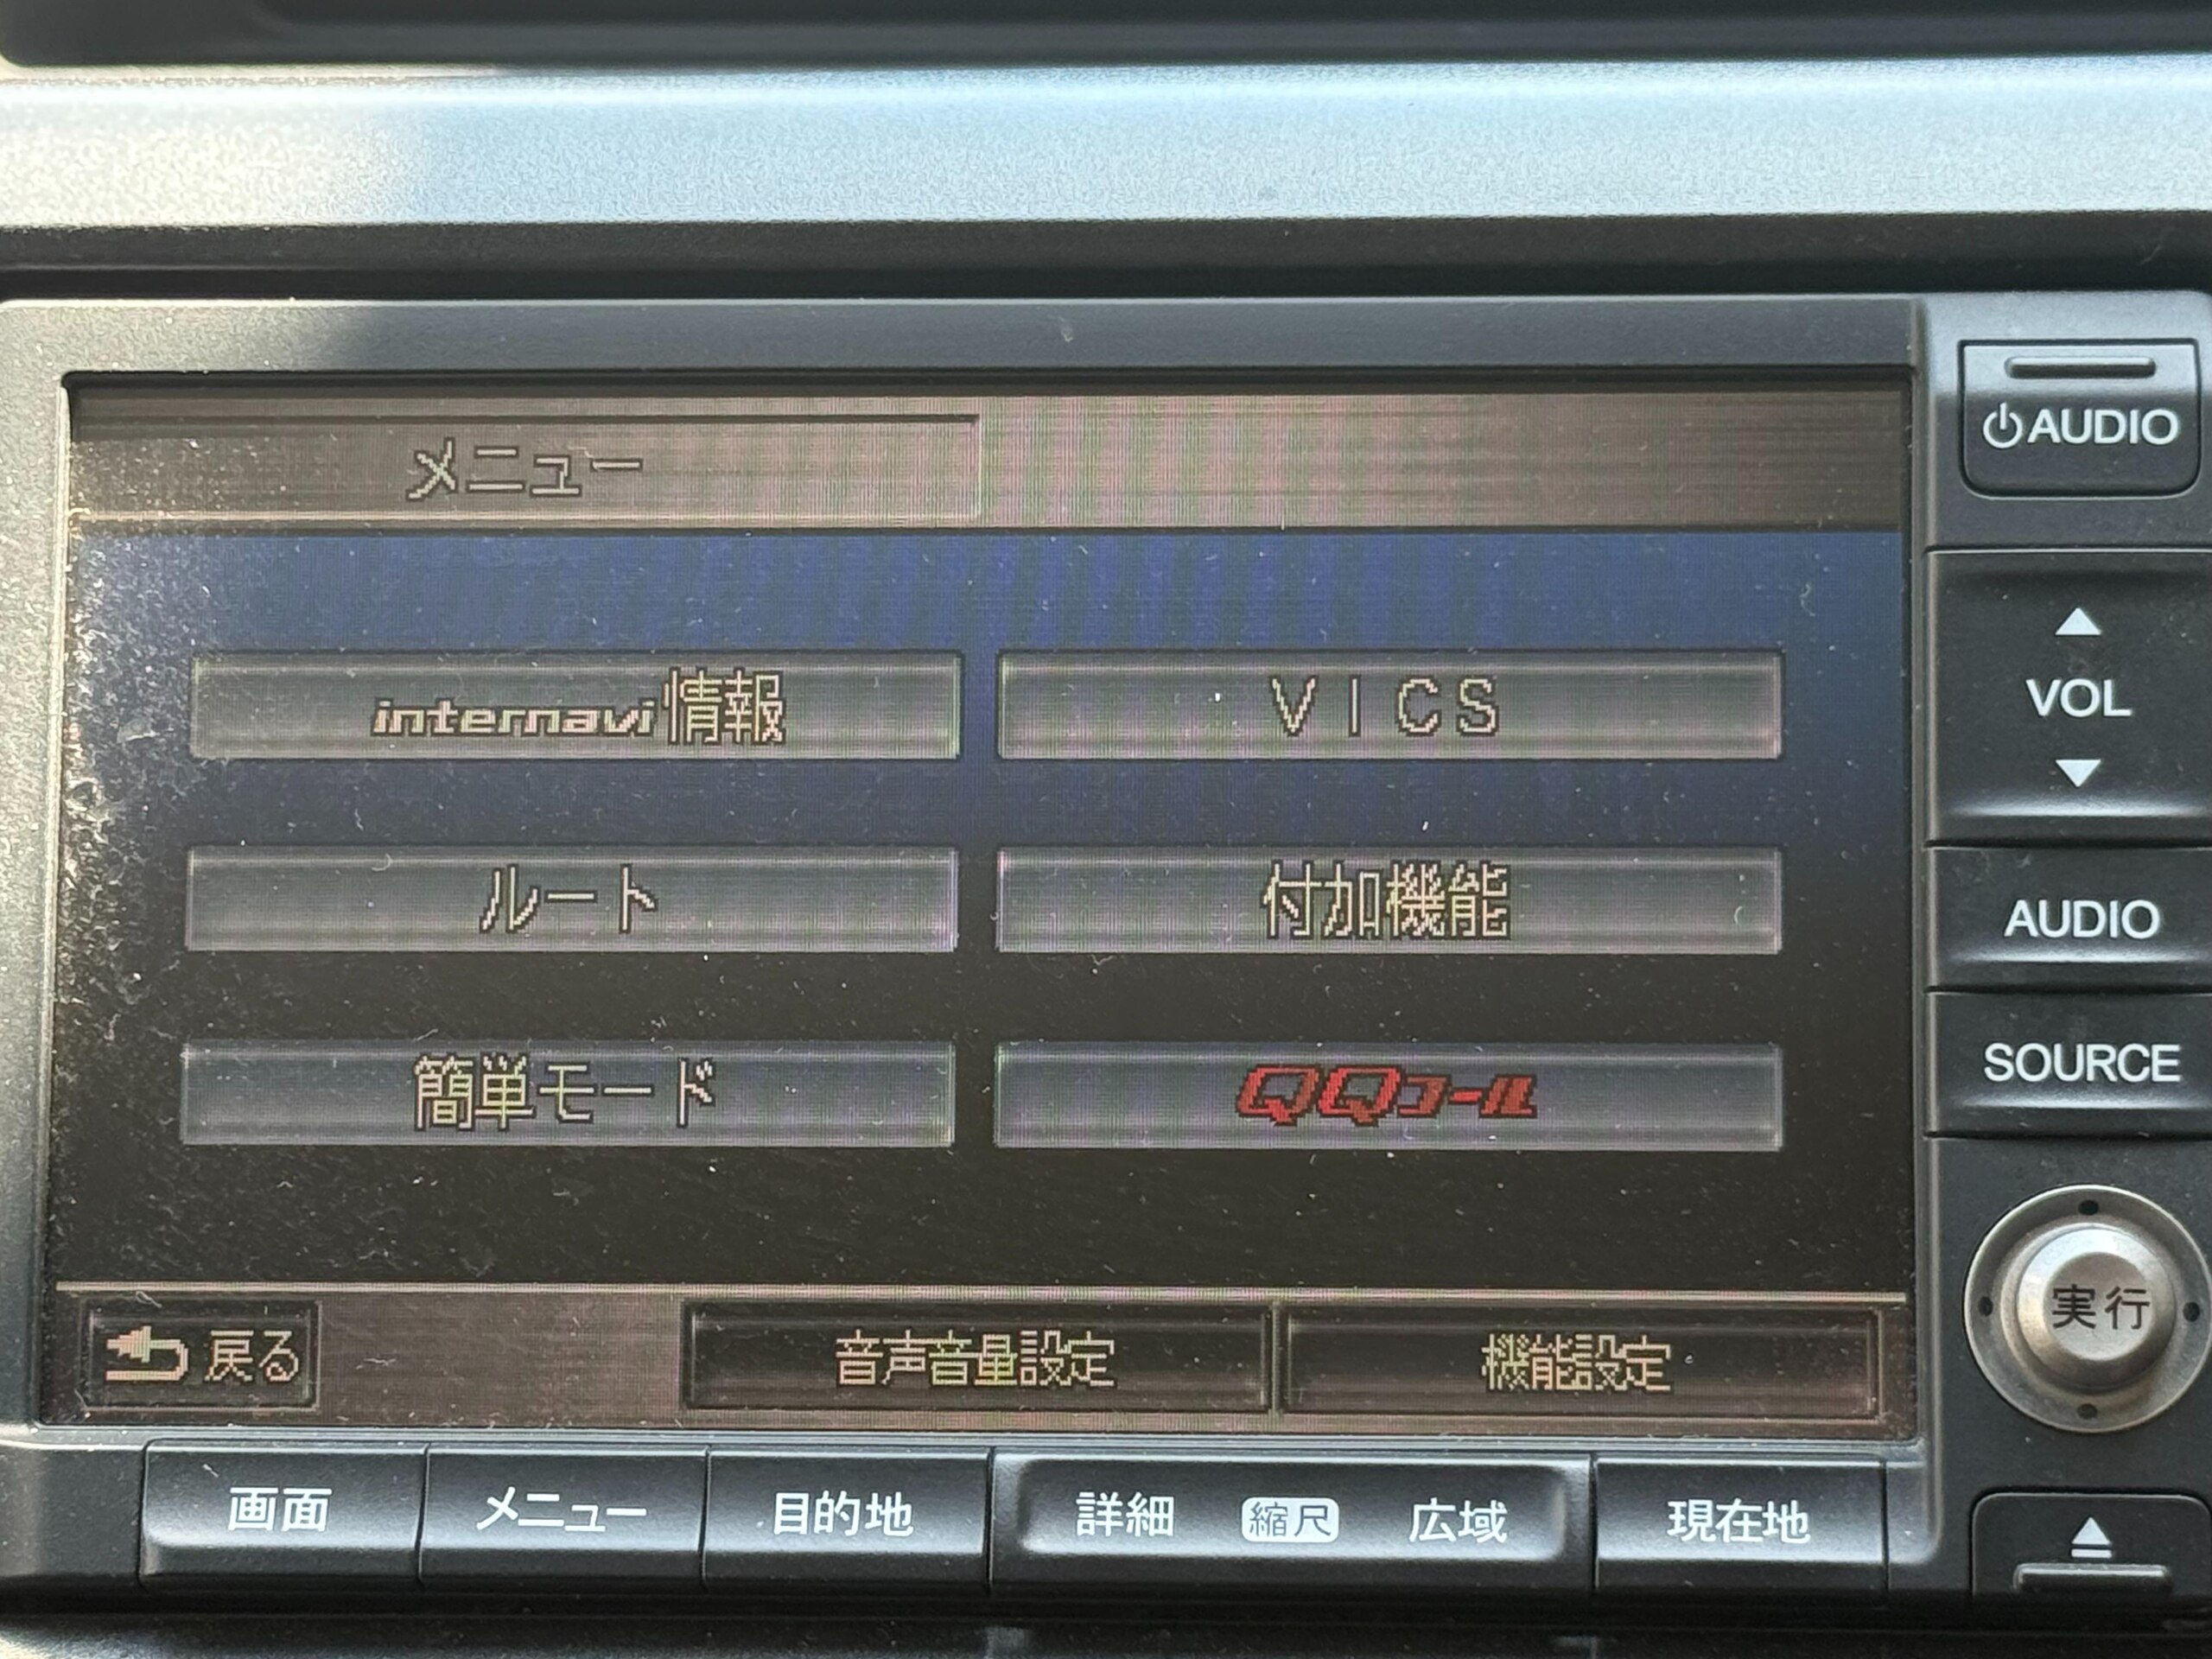 メニュー
⏻AUDIO
internavi情報
VICS
▲
VOL
▼
ルート
付加機能
AUDIO
簡単モード
QQコール
SOURCE
実行
戻る
音声音量設定
機能設定
画面
メニュー
目的地
詳細 縮尺 広域
現在地